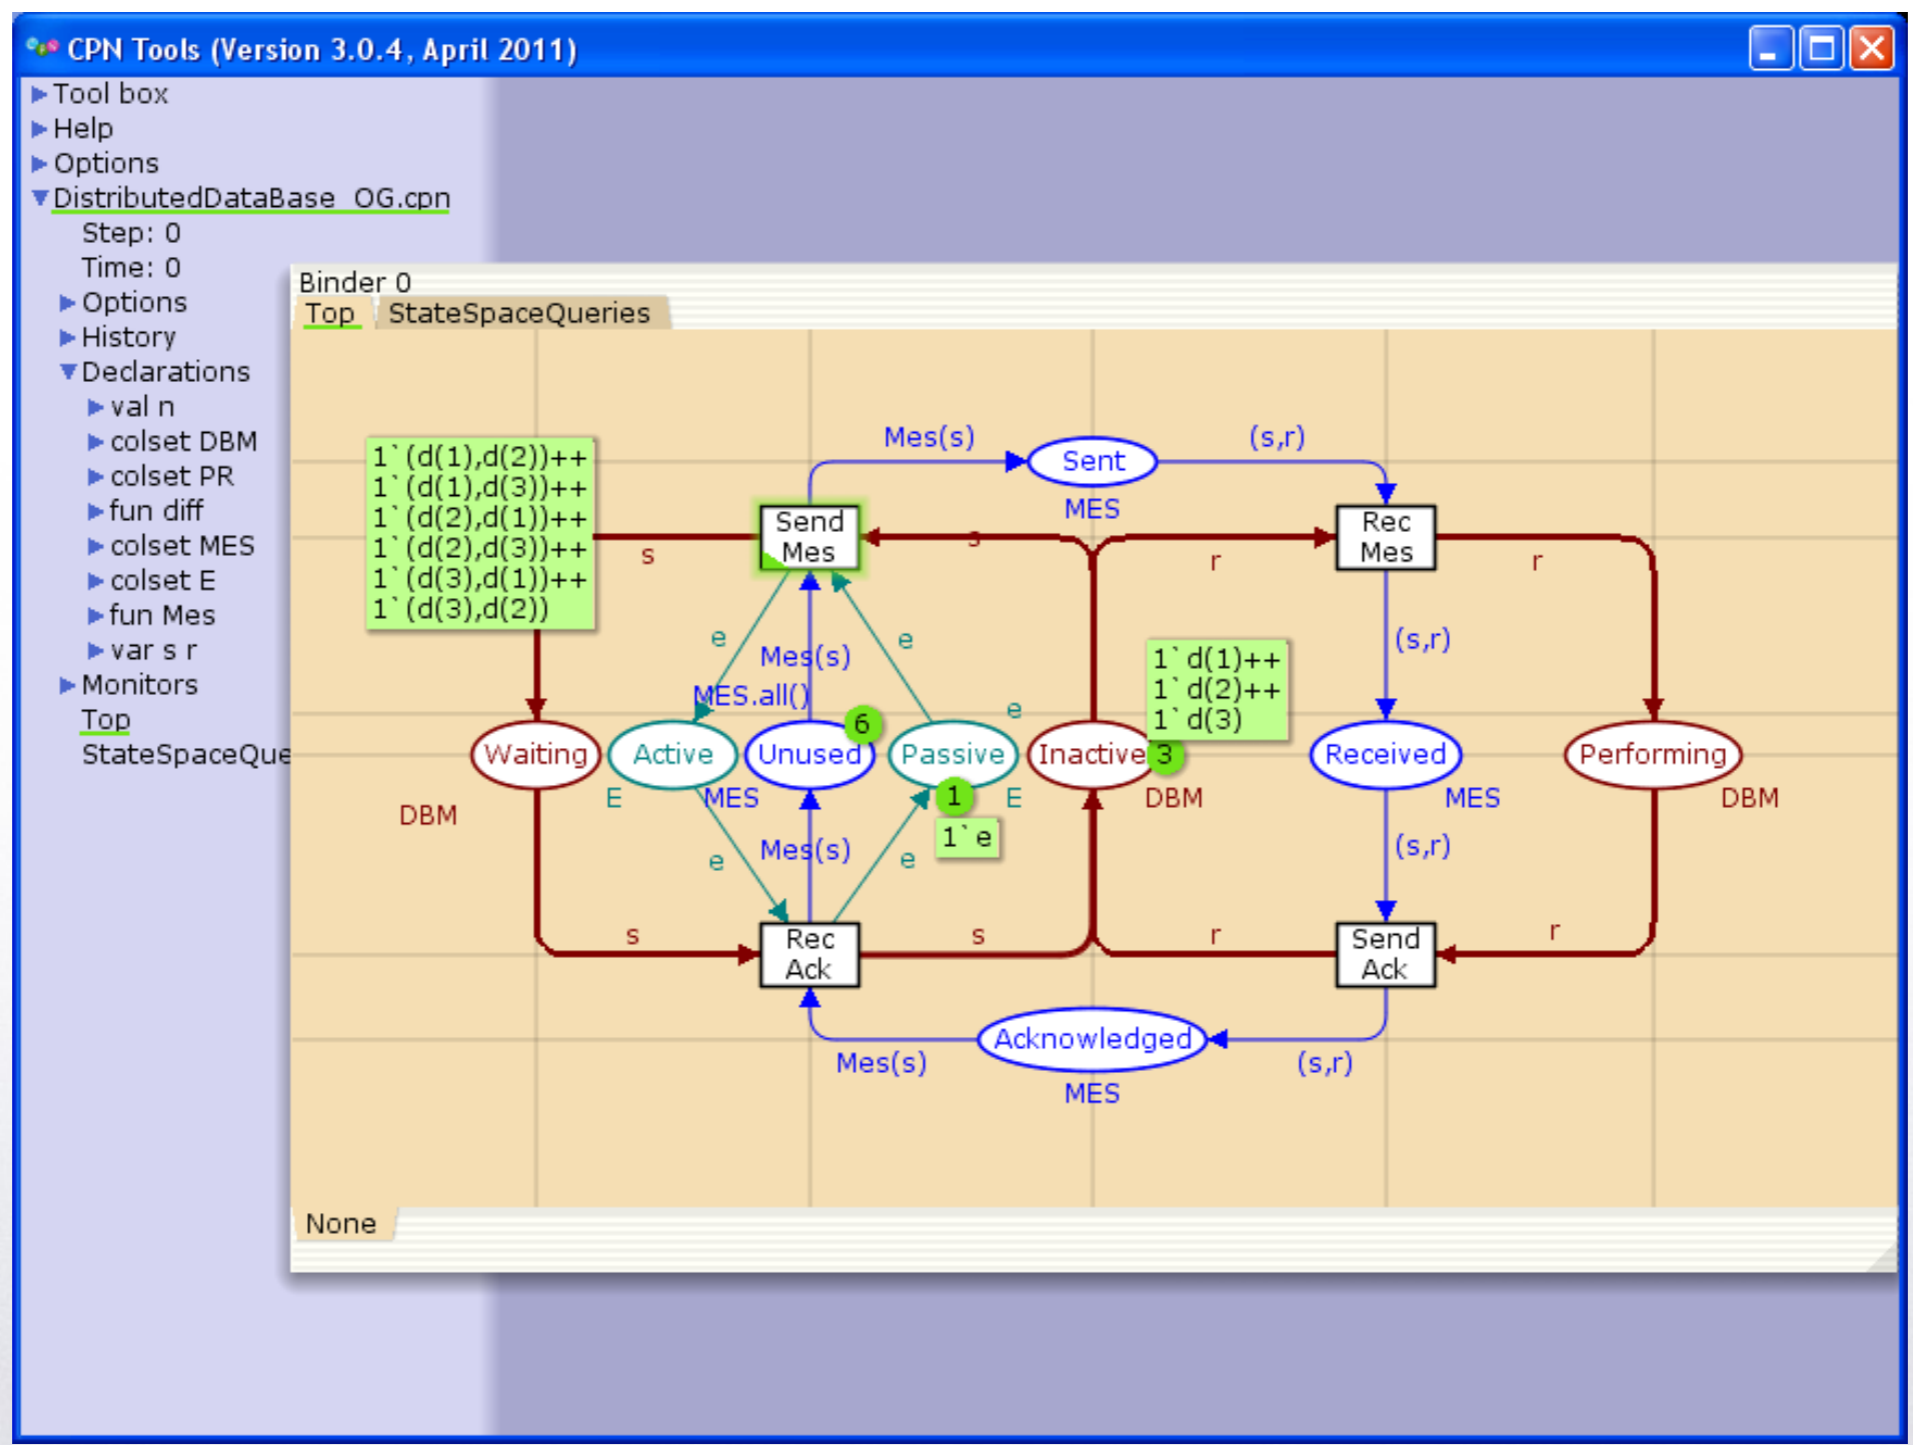 CPN Tools (Version 3.0.4, April 2011)
Tool box
Help
Options
DistributedDataBase_OG.cpn
Step: 0
Time: 0
Options
History
Declarations
val n
colset DBM
colset PR
fun diff
colset MES
colset E
fun Mes
var s r
Monitors
Top
StateSpaceQue
Binder 0
Top
StateSpaceQueries
Mes(s)
(s,r)
Sent
MES
1`(d(1),d(2))++
1`(d(1),d(3))++
1`(d(2),d(1))++
1`(d(2),d(3))++
1`(d(3),d(1))++
1`(d(3),d(2))
s
Send
Mes
s
r
Rec
Mes
r
e
Mes(s)
e
(s,r)
MES.all()
e
1`d(1)++
1`d(2)++
1`d(3)
6
3
Waiting
Active
Unused
Passive
Inactive
Received
Performing
DBM
E
MES
1
E
DBM
MES
DBM
1`e
e
Mes(s)
e
(s,r)
s
Rec
Ack
s
r
Send
Ack
r
Acknowledged
Mes(s)
(s,r)
MES
None